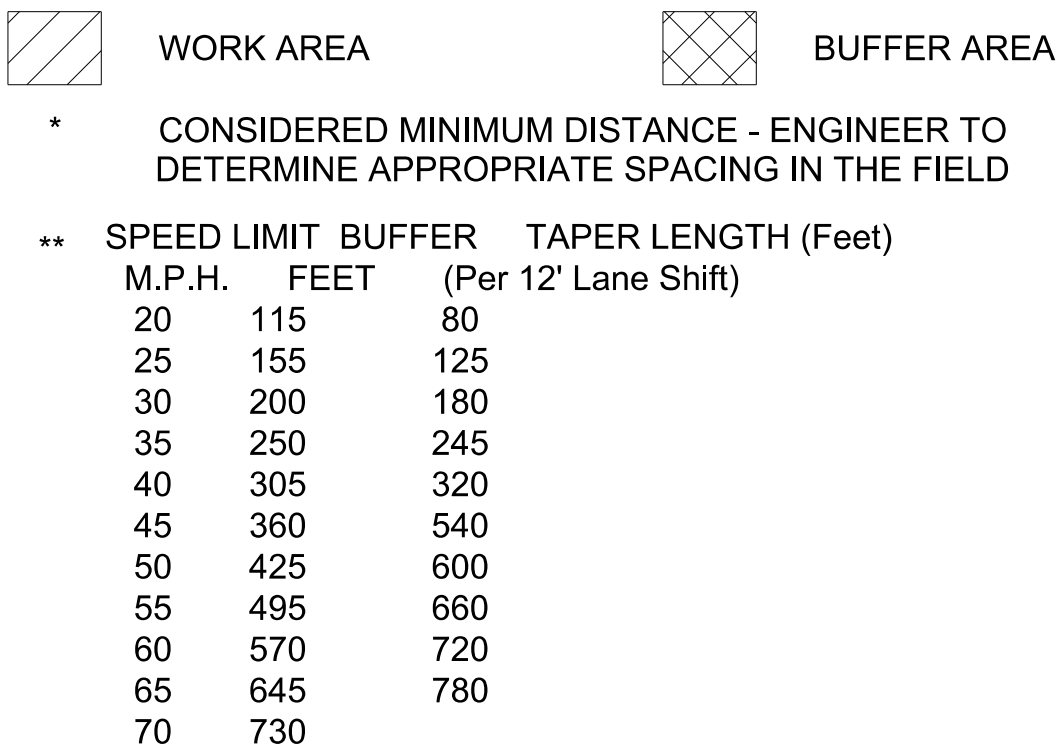 WORK AREA BUFFER AREA
* CONSIDERED MINIMUM DISTANCE - ENGINEER TO
DETERMINE APPROPRIATE SPACING IN THE FIELD
** SPEED LIMIT BUFFER TAPER LENGTH (Feet)
M.P.H. FEET (Per 12' Lane Shift)
20 115 80
25 155 125
30 200 180
35 250 245
40 305 320
45 360 540
50 425 600
55 495 660
60 570 720
65 645 780
70 730